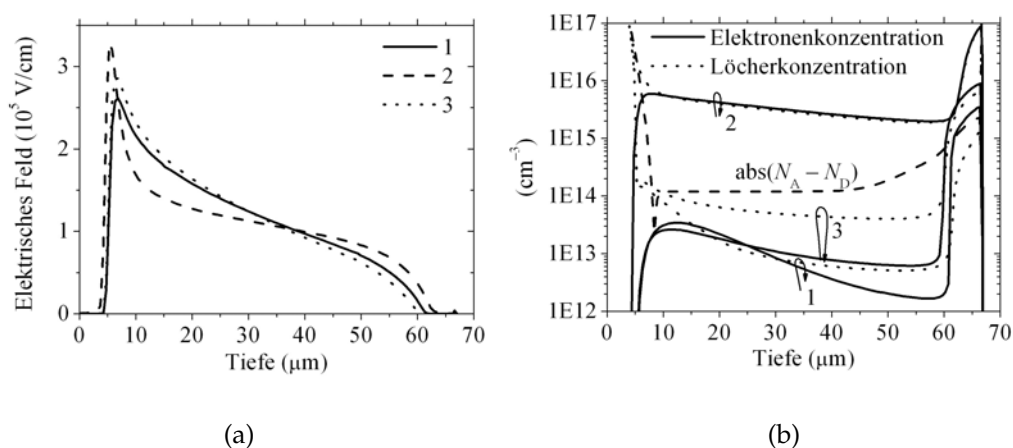 Elektrisches Feld (10⁵ V/cm)
3
2
1
0
1
2
3
0 10 20 30 40 50 60 70
Tiefe (µm)
(a)
(b)
(cm⁻³)
1E17
1E16
1E15
1E14
1E13
1E12
Elektronenkonzentration
Löcherkonzentration
2
abs(N_A − N_D)
3
1
0 10 20 30 40 50 60 70
Tiefe (µm)
(a)
(b)